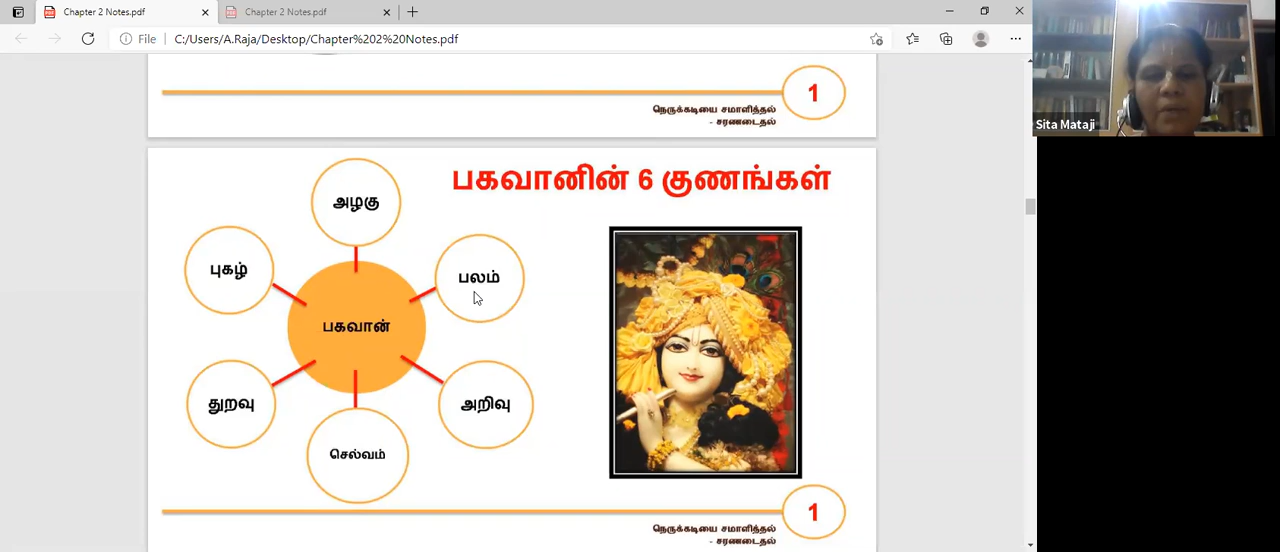 Chapter 2 Notes.pdf
Chapter 2 Notes.pdf
File
C:/Users/A.Raja/Desktop/Chapter%202%20Notes.pdf
Sita Mataji
1
நெருக்கடியை சமாளித்தல்
- சரணடைதல்
பகவானின் 6 குணங்கள்
அழகு
புகழ்
பலம்
பகவான்
துறவு
அறிவு
செல்வம்
1
நெருக்கடியை சமாளித்தல்
- சரணடைதல்